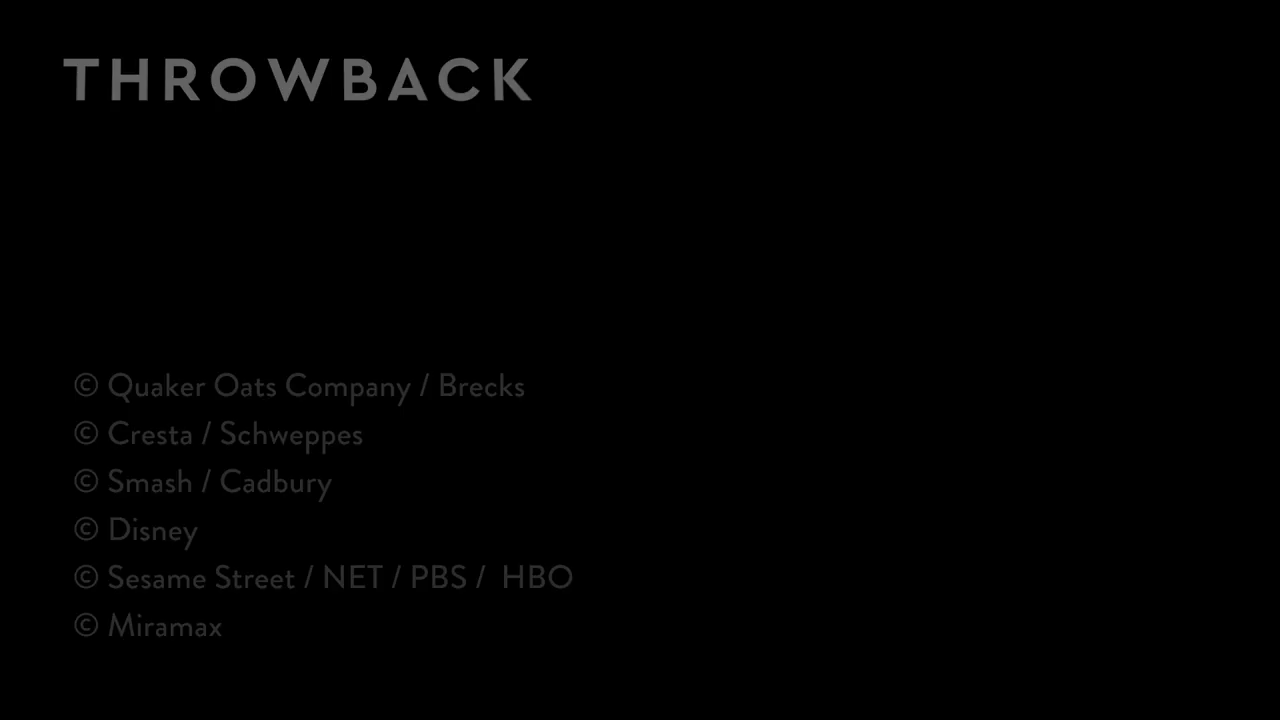 THROWBACK
© Quaker Oats Company / Brecks
© Cresta / Schweppes
© Smash / Cadbury
© Disney
© Sesame Street / NET / PBS /  HBO
© Miramax